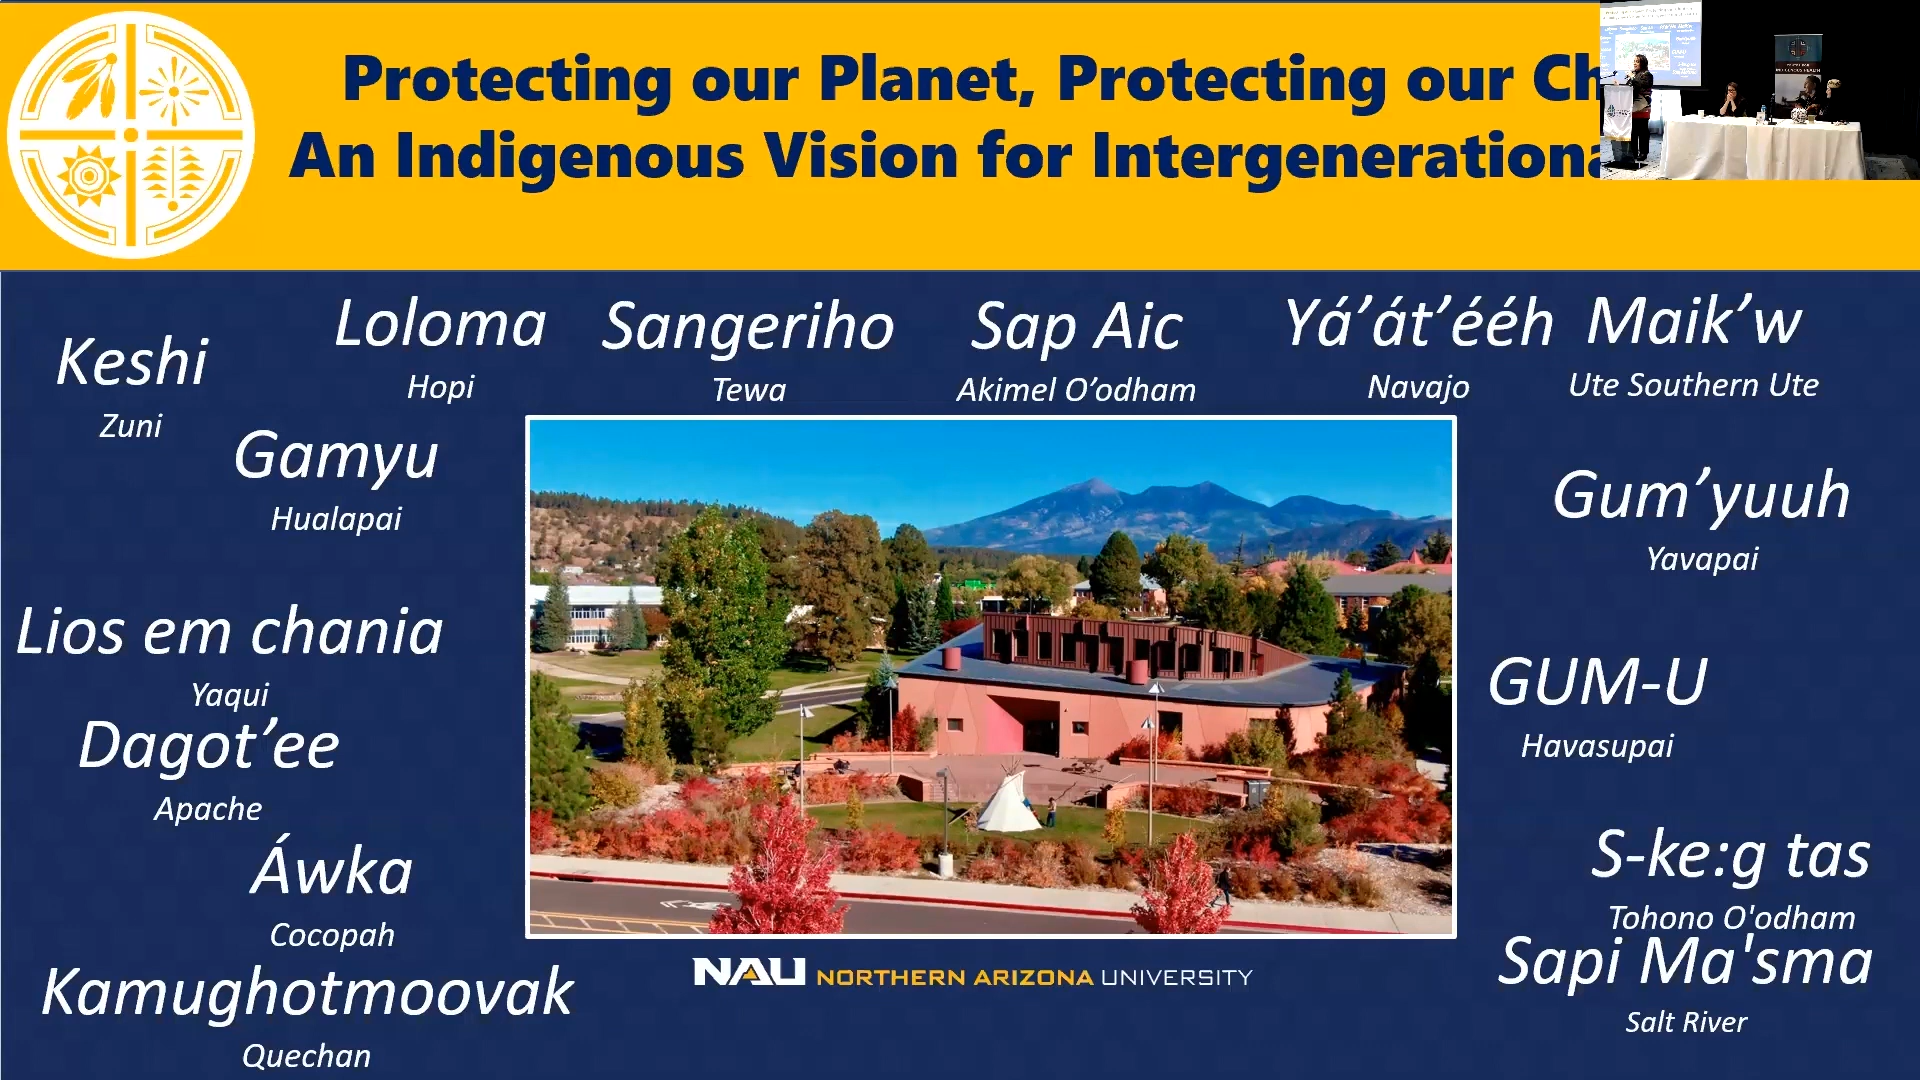 Protecting our Planet, Protecting our Ch
An Indigenous Vision for Intergenerationa
Keshi
Zuni
Loloma
Hopi
Sangeriho
Tewa
Sap Aic
Akimel O’odham
Yá’át’ééh
Navajo
Maik’w
Ute Southern Ute
Gamyu
Hualapai
Gum’yuuh
Yavapai
Lios em chania
Yaqui
GUM-U
Havasupai
Dagot’ee
Apache
Áwka
Cocopah
S-ke:g tas
Tohono O'odham
Kamughotmoovak
Quechan
Sapi Ma'sma
Salt River
NAU NORTHERN ARIZONA UNIVERSITY